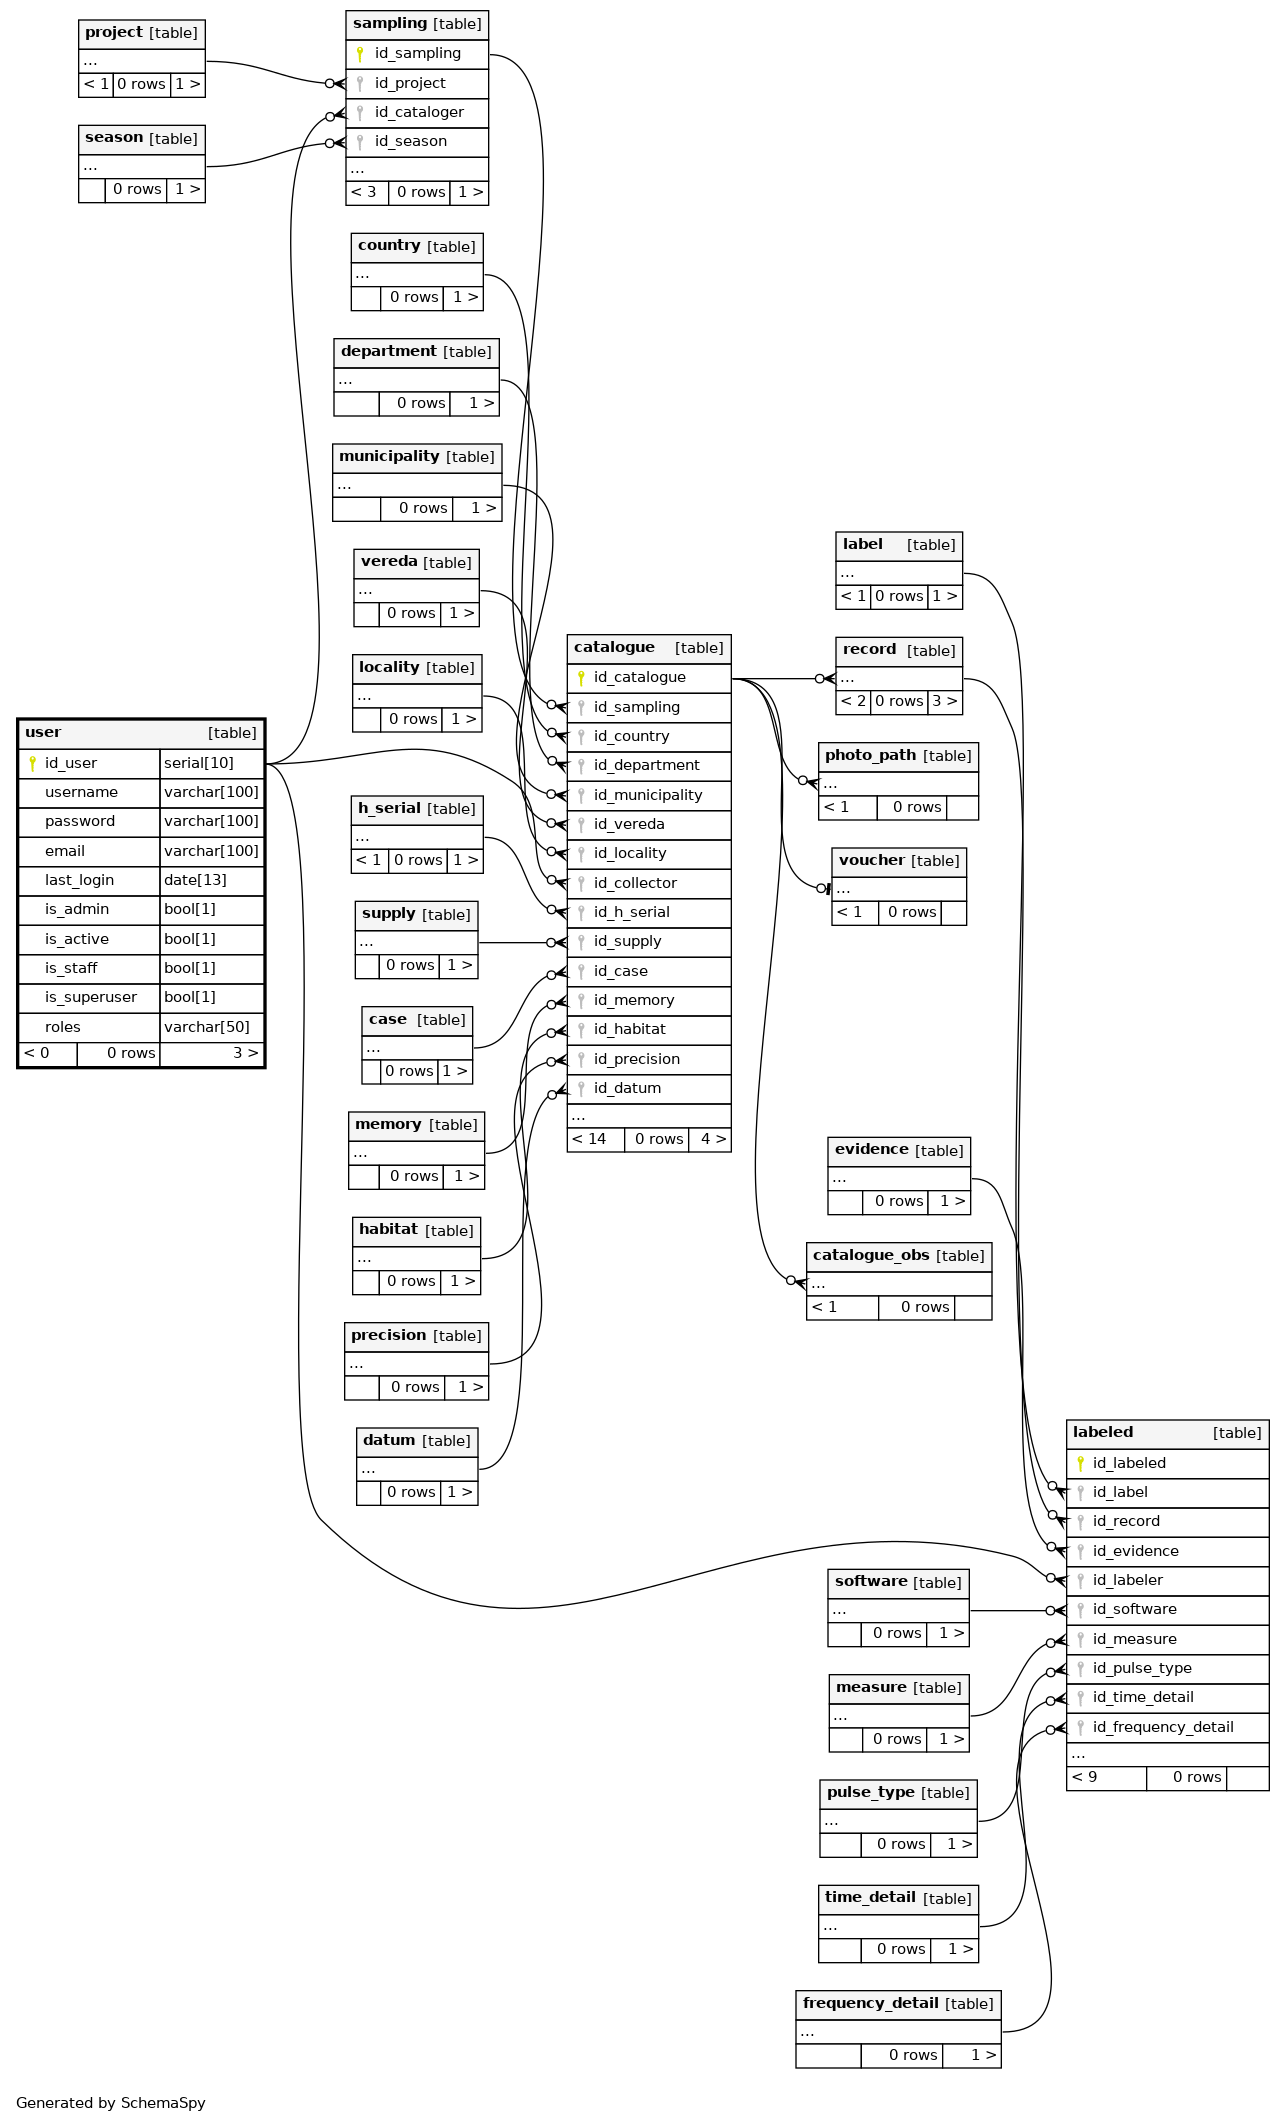 project [table]
...
< 1 0 rows 1 >
season [table]
...
0 rows 1 >
sampling [table]
id_sampling
id_project
id_cataloger
id_season
...
< 3 0 rows 1 >
country [table]
...
0 rows 1 >
department [table]
...
0 rows 1 >
municipality [table]
...
0 rows 1 >
vereda [table]
...
0 rows 1 >
locality [table]
...
0 rows 1 >
user [table]
id_user serial[10]
username varchar[100]
password varchar[100]
email varchar[100]
last_login date[13]
is_admin bool[1]
is_active bool[1]
is_staff bool[1]
is_superuser bool[1]
roles varchar[50]
< 0 0 rows 3 >
h_serial [table]
...
< 1 0 rows 1 >
supply [table]
...
0 rows 1 >
case [table]
...
0 rows 1 >
memory [table]
...
0 rows 1 >
habitat [table]
...
0 rows 1 >
precision [table]
...
0 rows 1 >
datum [table]
...
0 rows 1 >
catalogue [table]
id_catalogue
id_sampling
id_country
id_department
id_municipality
id_vereda
id_locality
id_collector
id_h_serial
id_supply
id_case
id_memory
id_habitat
id_precision
id_datum
...
< 14 0 rows 4 >
label [table]
...
< 1 0 rows 1 >
record [table]
...
< 2 0 rows 3 >
photo_path [table]
...
< 1 0 rows
voucher [table]
...
< 1 0 rows
evidence [table]
...
0 rows 1 >
catalogue_obs [table]
...
< 1 0 rows
labeled [table]
id_labeled
id_label
id_record
id_evidence
id_labeler
id_software
id_measure
id_pulse_type
id_time_detail
id_frequency_detail
...
< 9 0 rows
software [table]
...
0 rows 1 >
measure [table]
...
0 rows 1 >
pulse_type [table]
...
0 rows 1 >
time_detail [table]
...
0 rows 1 >
frequency_detail [table]
...
0 rows 1 >
Generated by SchemaSpy